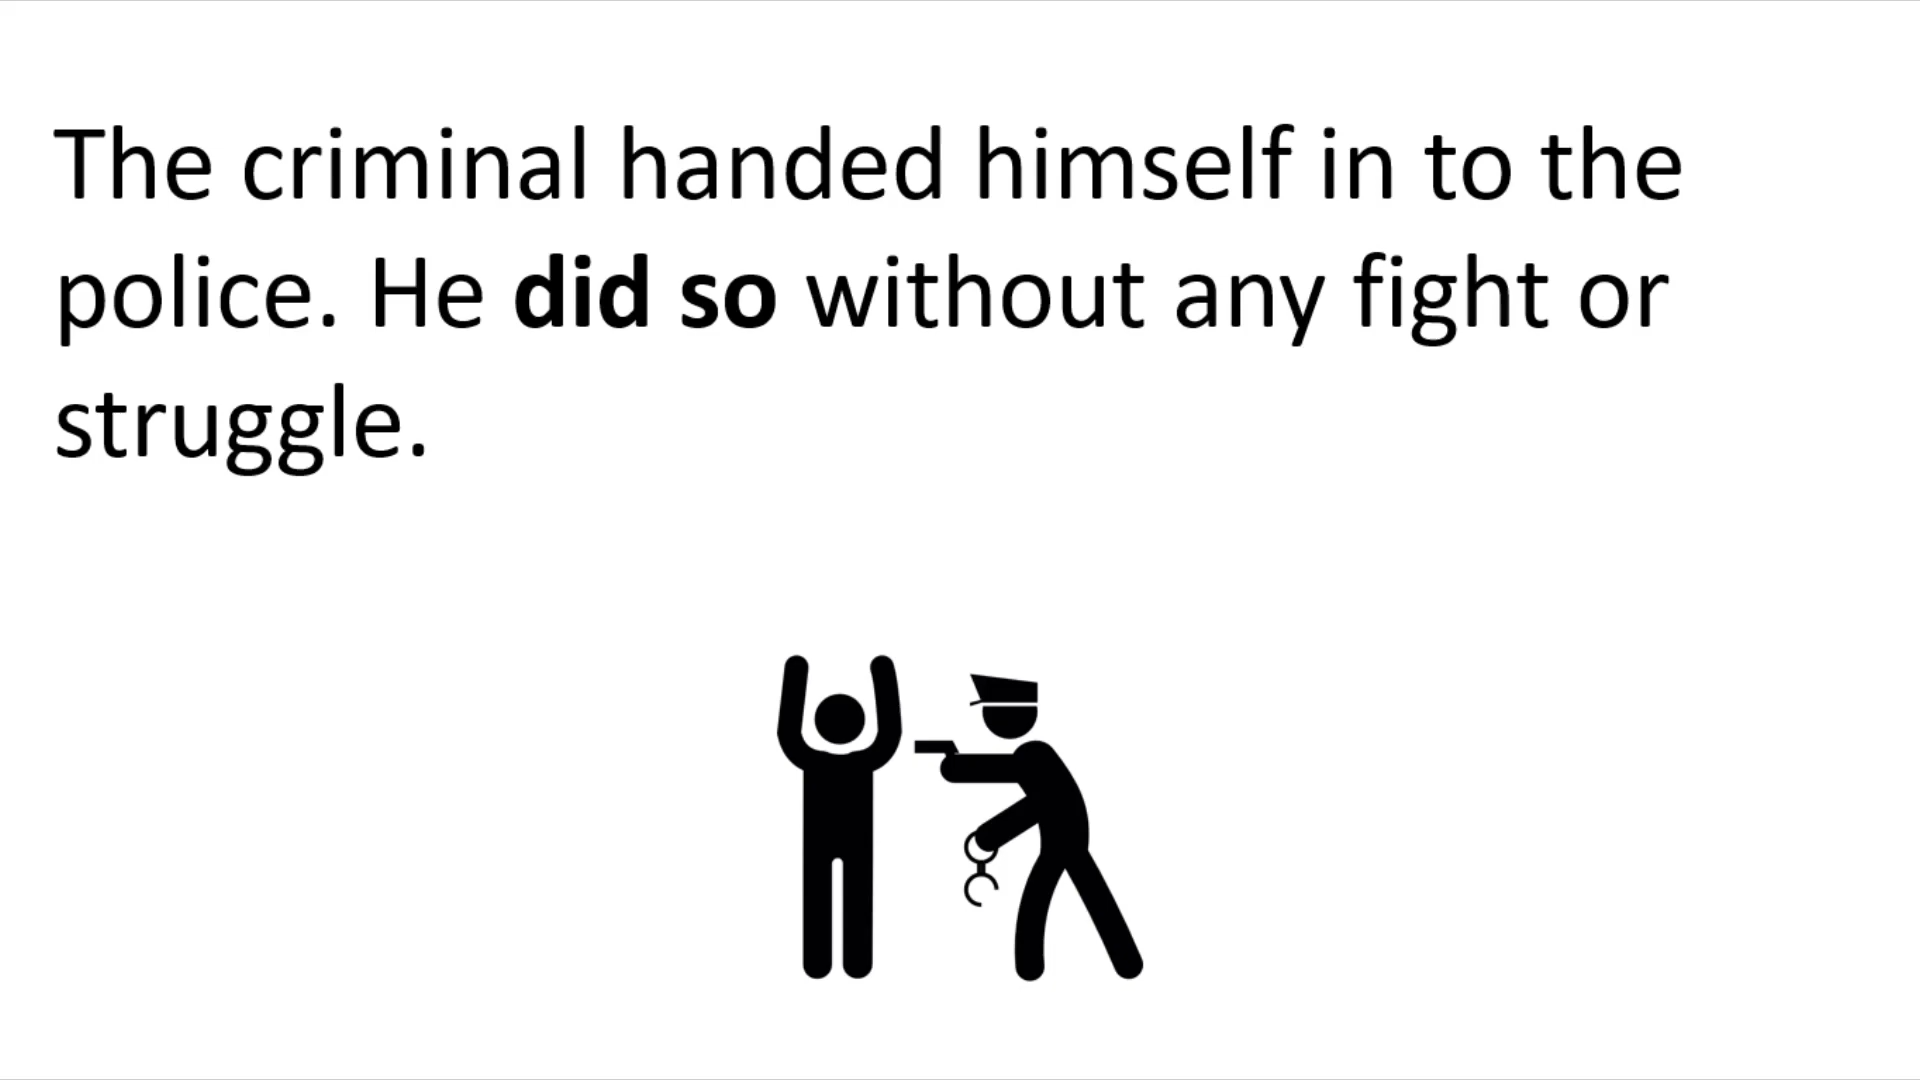 The criminal handed himself in to the
police. He did so without any fight or
struggle.